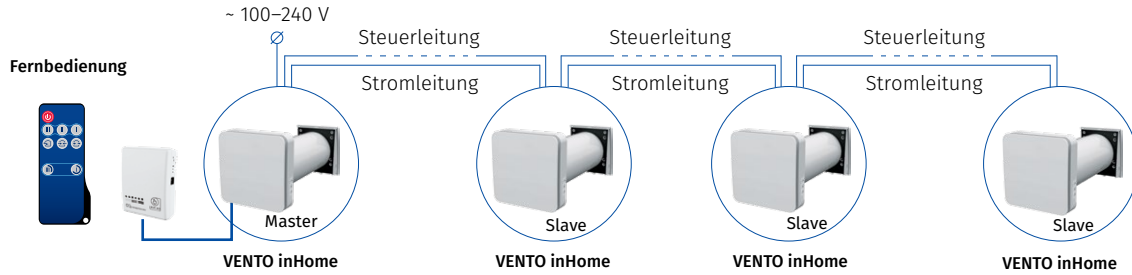 ~ 100–240 V
Steuerleitung
Steuerleitung
Steuerleitung
Fernbedienung
Stromleitung
Stromleitung
Stromleitung
Master
Slave
Slave
Slave
VENTO inHome
VENTO inHome
VENTO inHome
VENTO inHome